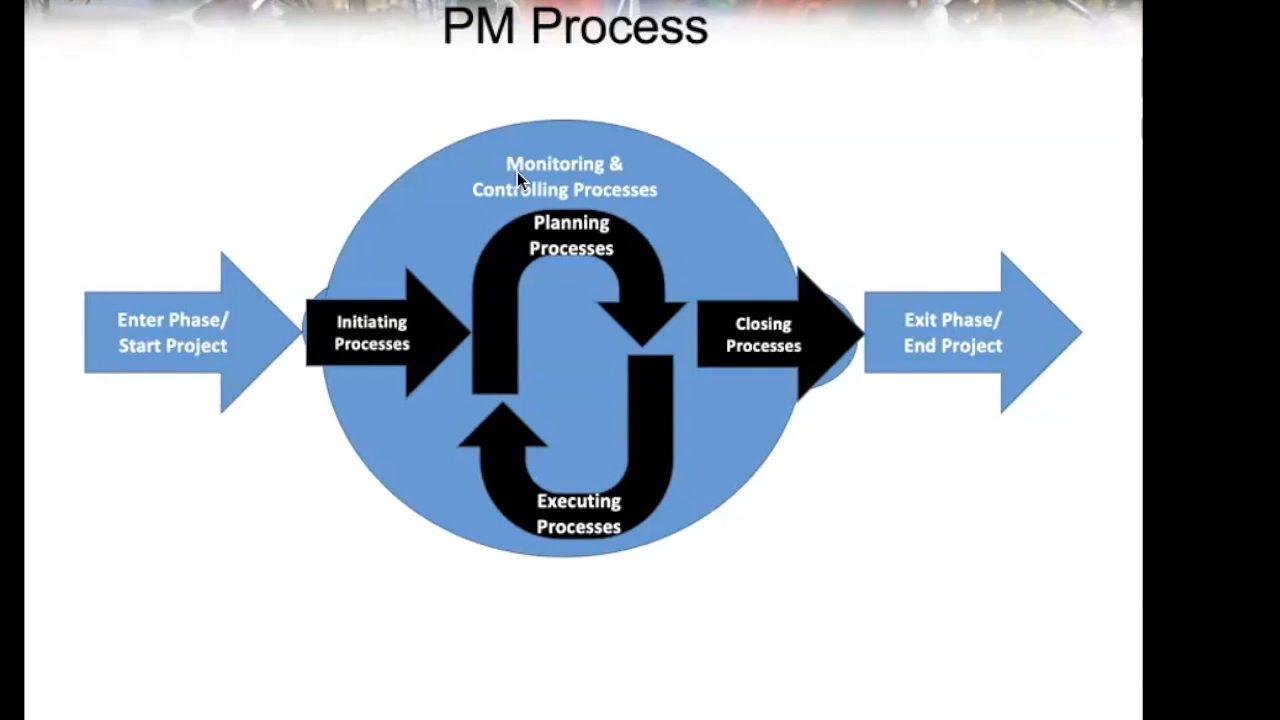 PM Process
Monitoring &
Controlling Processes
Planning
Processes
Enter Phase/
Start Project
Initiating
Processes
Closing
Processes
Exit Phase/
End Project
Executing
Processes